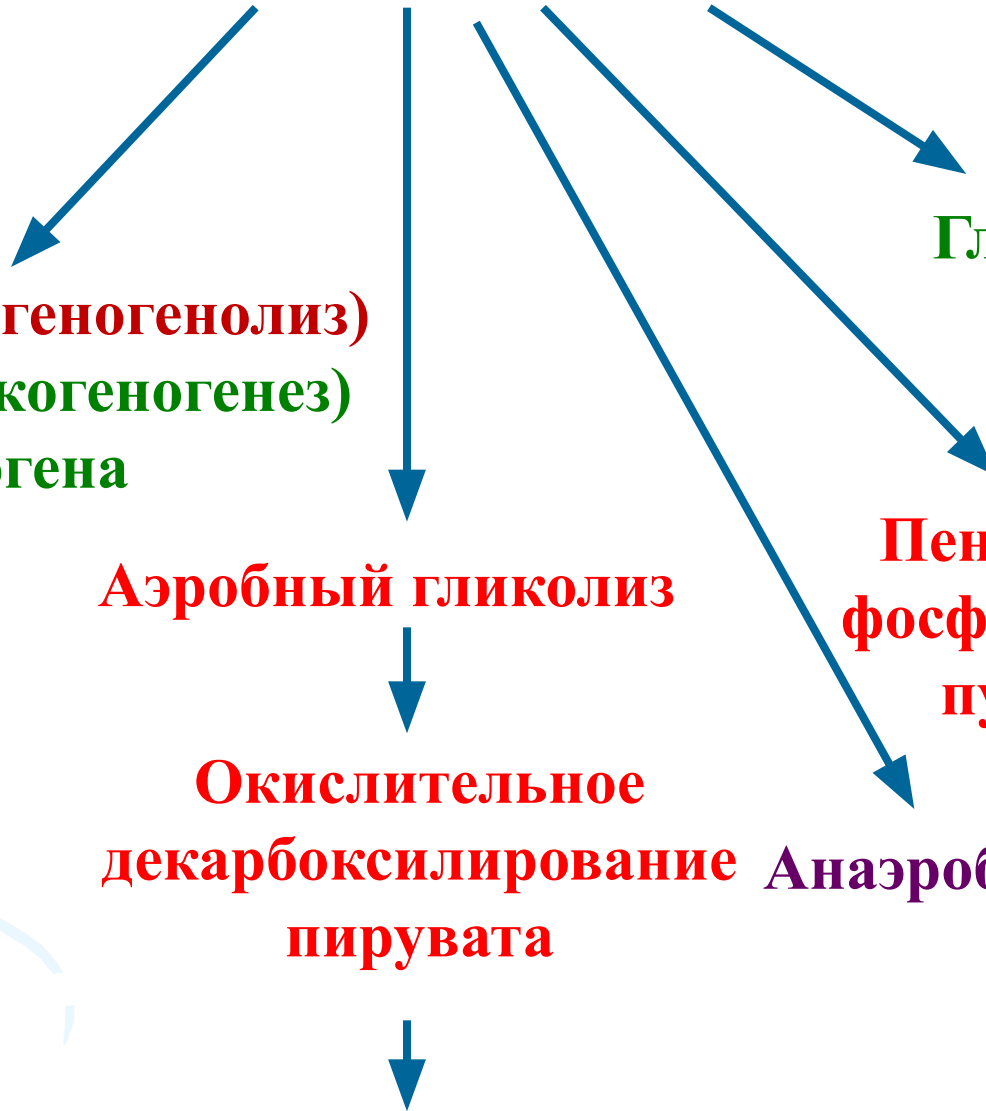 Гл
геногенолиз)
когеногенез)
огена
Аэробный гликолиз
Пен
фосф
пу
Окислительное
декарбоксилирование
пирувата
Анаэроб